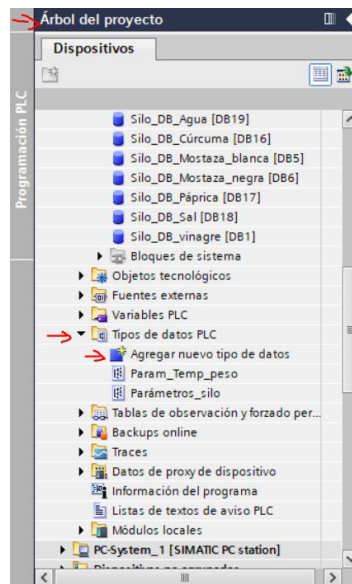 Árbol del proyecto
Dispositivos
Programación PLC
Silo_DB_Agua [DB19]
Silo_DB_Cúrcuma [DB16]
Silo_DB_Mostaza_blanca [DB5]
Silo_DB_Mostaza_negra [DB6]
Silo_DB_Páprica [DB17]
Silo_DB_Sal [DB18]
Silo_DB_vinagre [DB1]
Bloques de sistema
Objetos tecnológicos
Fuentes externas
Variables PLC
Tipos de datos PLC
Agregar nuevo tipo de datos
Param_Temp_peso
Parámetros_silo
Tablas de observación y forzado per...
Backups online
Traces
Datos de proxy de dispositivo
Información del programa
Listas de textos de aviso PLC
Módulos locales
PC-System_1 [SIMATIC PC station]